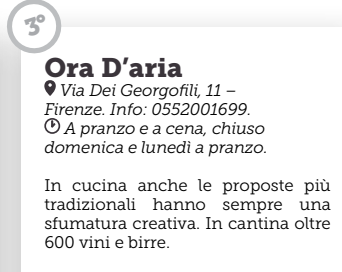 3°
Ora D'aria
Via Dei Georgofili, 11 –
Firenze. Info: 0552001699.
A pranzo e a cena, chiuso
domenica e lunedì a pranzo.
In cucina anche le proposte più
tradizionali hanno sempre una
sfumatura creativa. In cantina oltre
600 vini e birre.